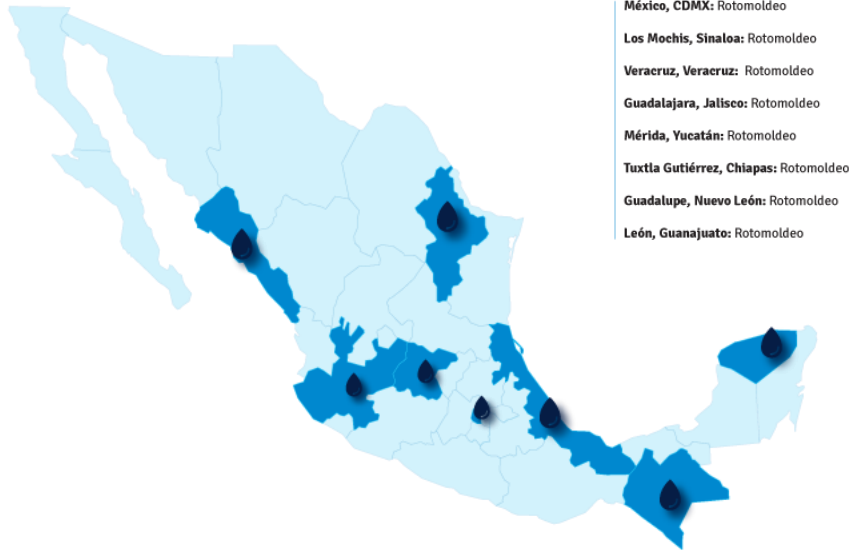 México, CDMX: Rotomoldeo
Los Mochis, Sinaloa: Rotomoldeo
Veracruz, Veracruz: Rotomoldeo
Guadalajara, Jalisco: Rotomoldeo
Mérida, Yucatán: Rotomoldeo
Tuxtla Gutiérrez, Chiapas: Rotomoldeo
Guadalupe, Nuevo León: Rotomoldeo
León, Guanajuato: Rotomoldeo